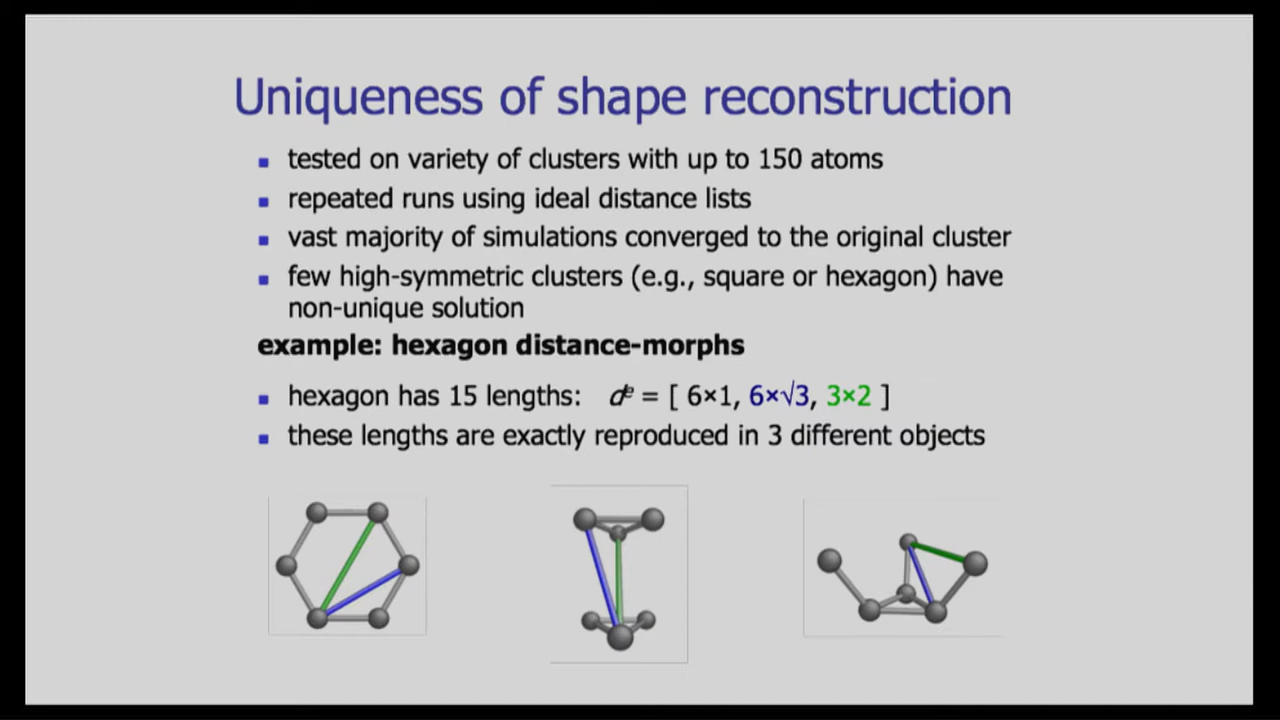 Uniqueness of shape reconstruction
tested on variety of clusters with up to 150 atoms
repeated runs using ideal distance lists
vast majority of simulations converged to the original cluster
few high-symmetric clusters (e.g., square or hexagon) have
non-unique solution
example: hexagon distance-morphs
hexagon has 15 lengths: dᵉ = [ 6×1, 6×√3, 3×2 ]
these lengths are exactly reproduced in 3 different objects